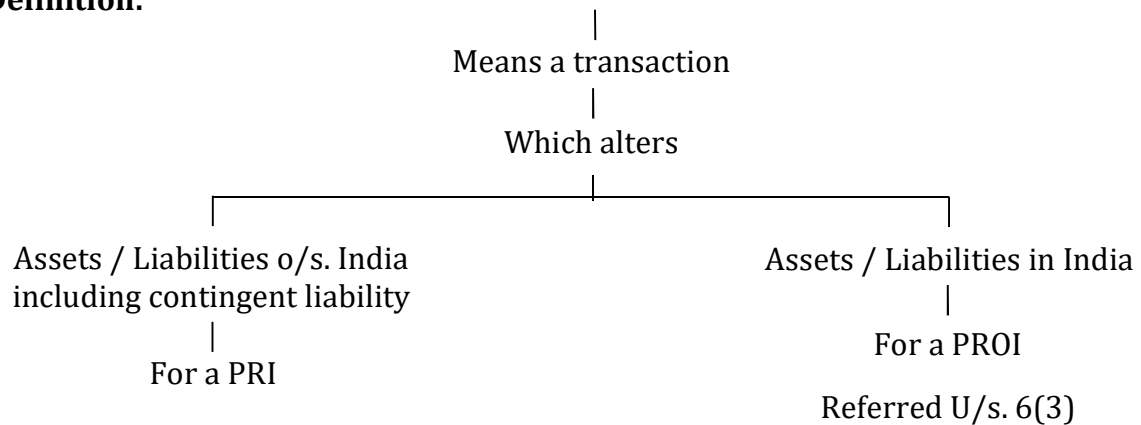 Definition:
Means a transaction
Which alters
Assets / Liabilities o/s. India
including contingent liability
For a PRI
Assets / Liabilities in India
For a PROI
Referred U/s. 6(3)